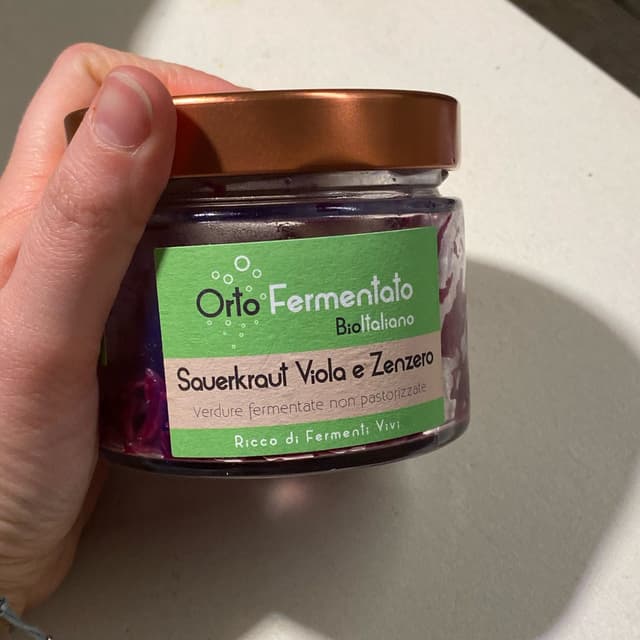 Orto Fermentato
BioItaliano
Sauerkraut Viola e Zenzero
Verdure fermentate non pastorizzate
Ricco di Fermenti Vivi